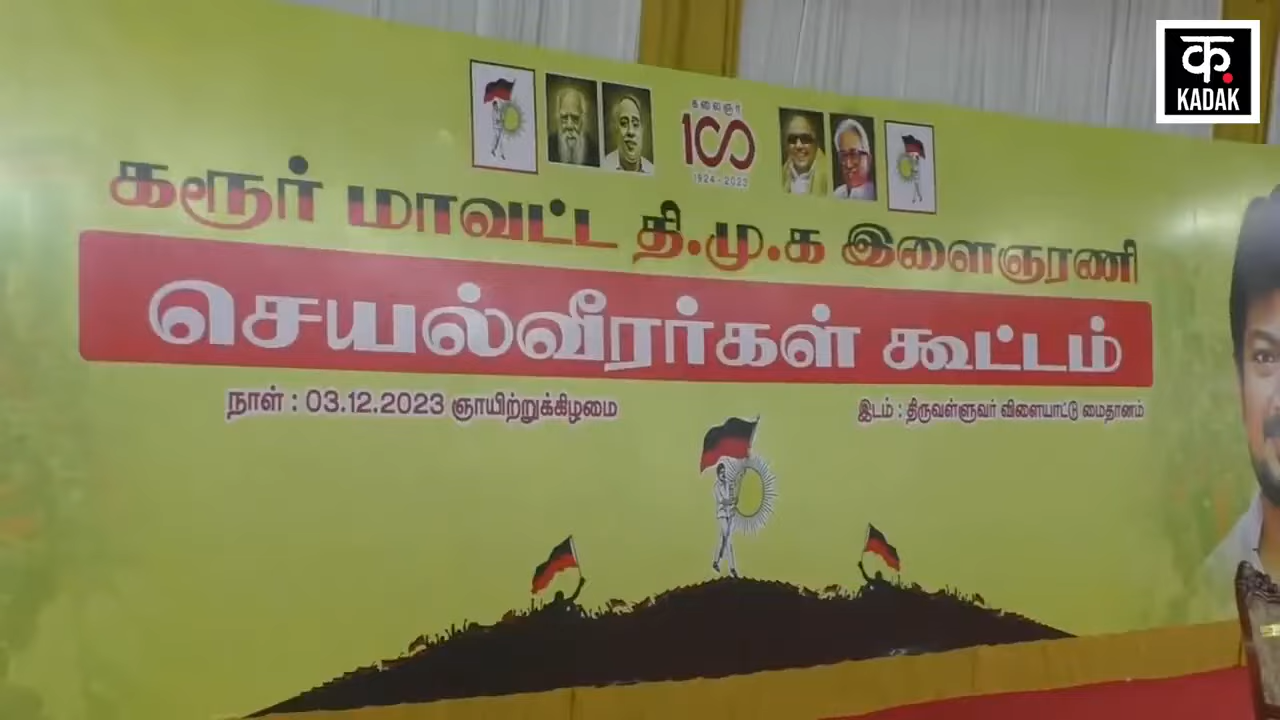 கலைஞர்
100
1924 - 2023
கரூர் மாவட்ட தி.மு.க இளைஞரணி
செயல்வீரர்கள் கூட்டம்
நாள் : 03.12.2023 ஞாயிற்றுக்கிழமை
இடம் : திருவள்ளுவர் விளையாட்டு மைதானம்
क.
KADAK